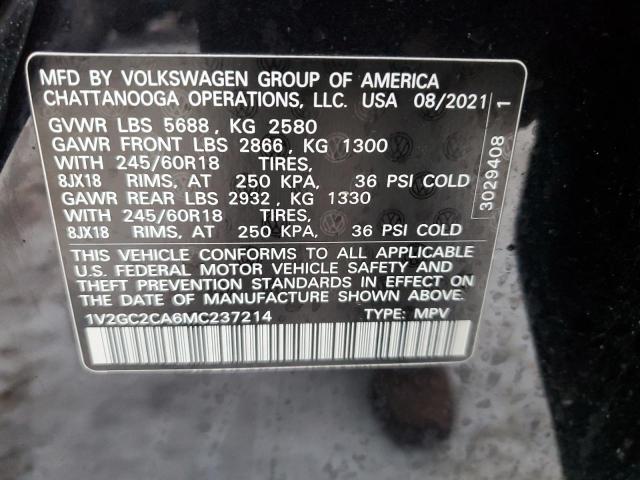 MFD BY VOLKSWAGEN GROUP OF AMERICA
CHATTANOOGA OPERATIONS, LLC. USA 08/2021
GVWR LBS 5688, KG 2580
GAWR FRONT LBS 2866, KG 1300
WITH 245/60R18 TIRES,
8JX18 RIMS, AT 250 KPA, 36 PSI COLD
GAWR REAR LBS 2932, KG 1330
WITH 245/60R18 TIRES,
8JX18 RIMS, AT 250 KPA, 36 PSI COLD
THIS VEHICLE CONFORMS TO ALL APPLICABLE
U.S. FEDERAL MOTOR VEHICLE SAFETY AND
THEFT PREVENTION STANDARDS IN EFFECT ON
THE DATE OF MANUFACTURE SHOWN ABOVE.
1V2GC2CA6MC237214 TYPE: MPV
3029408 1